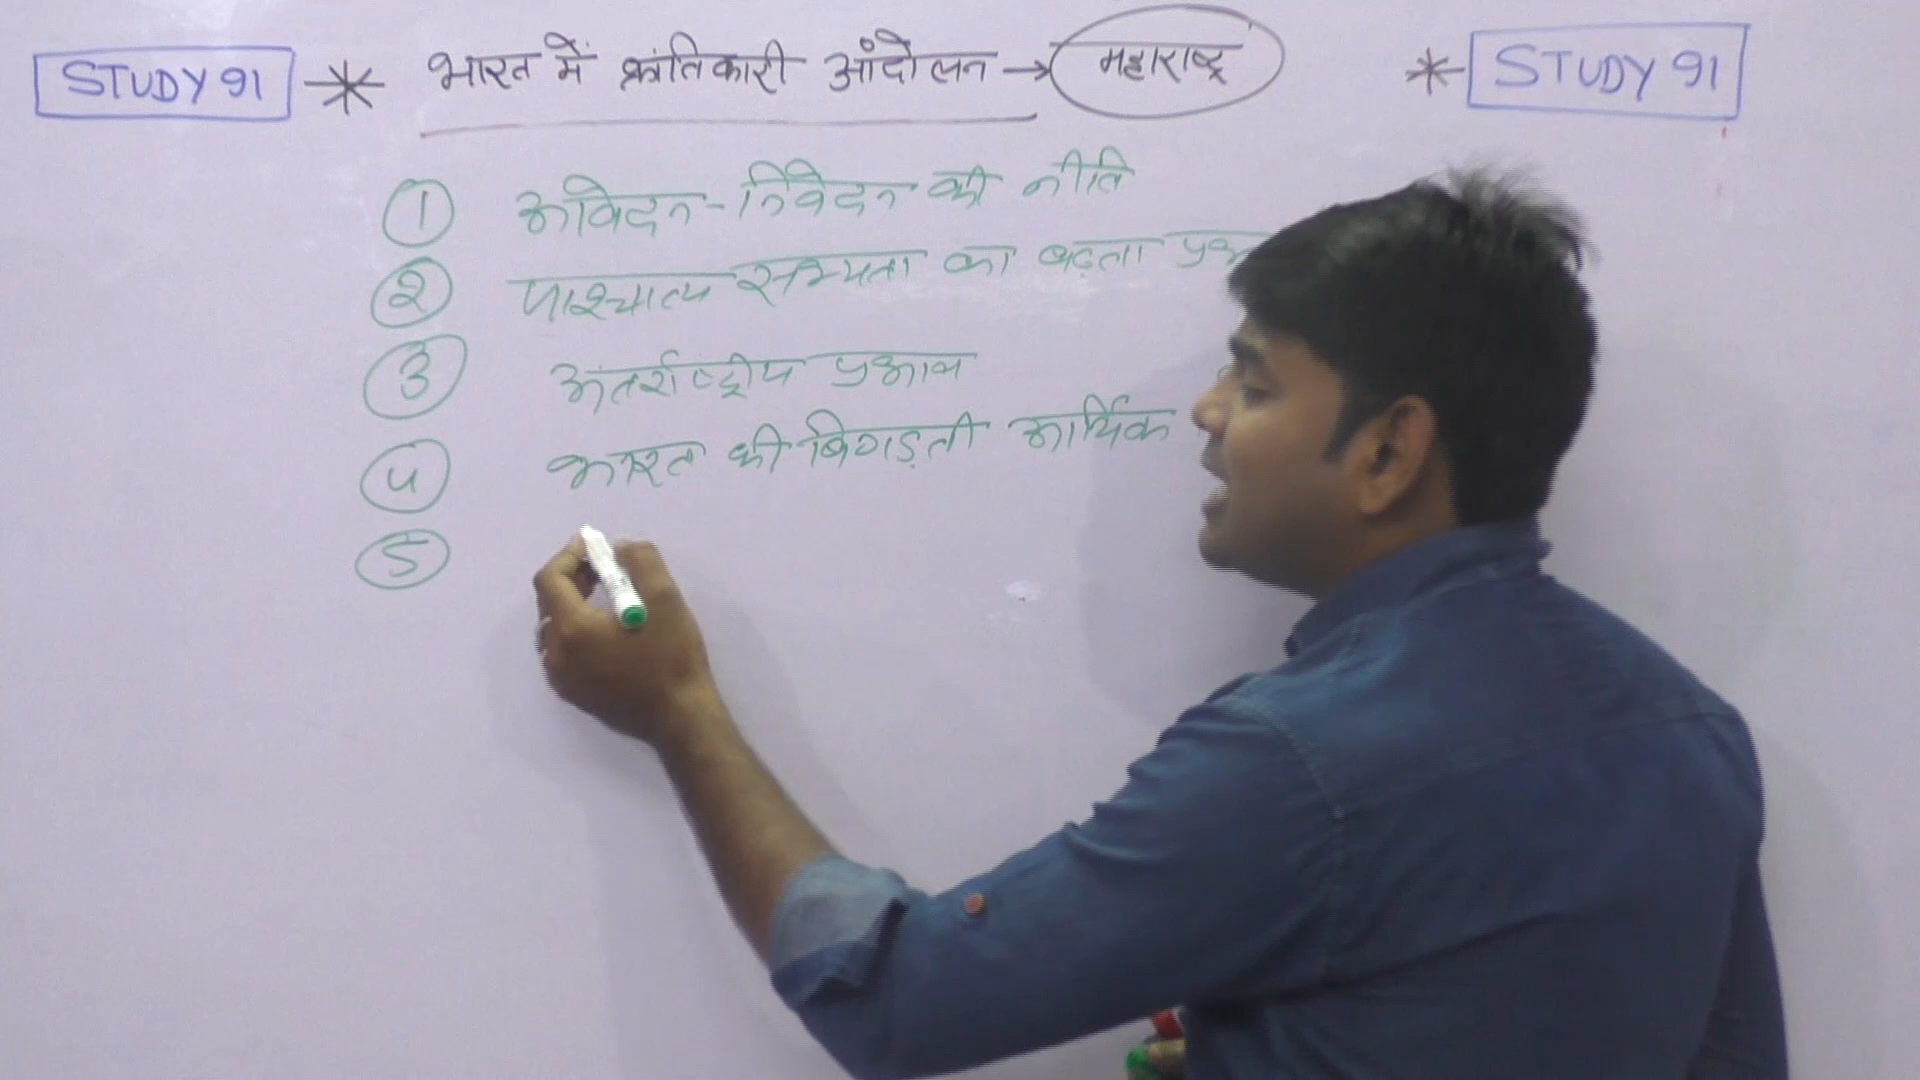 STUDY 91 * भारत में क्रांतिकारी आंदोलन → महाराष्ट्र * STUDY 91
1 आवेदन - निवेदन की नीति
2 पाश्चात्य सभ्यता का बढ़ता
3 अंतर्राष्ट्रीय प्रभाव
4 भारत की बिगड़ती आर्थिक
5